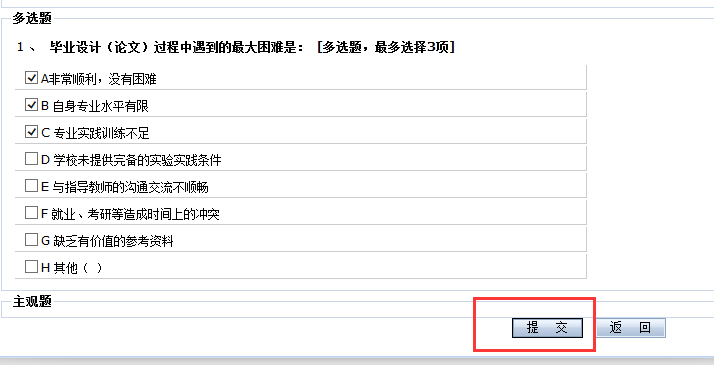 多选题
1 、 毕业设计（论文）过程中遇到的最大困难是： [多选题，最多选择3项]
A非常顺利，没有困难
B 自身专业水平有限
C 专业实践训练不足
D 学校未提供完备的实验实践条件
E 与指导教师的沟通交流不顺畅
F 就业、考研等造成时间上的冲突
G 缺乏有价值的参考资料
H 其他（ ）
主观题
提 交 返 回